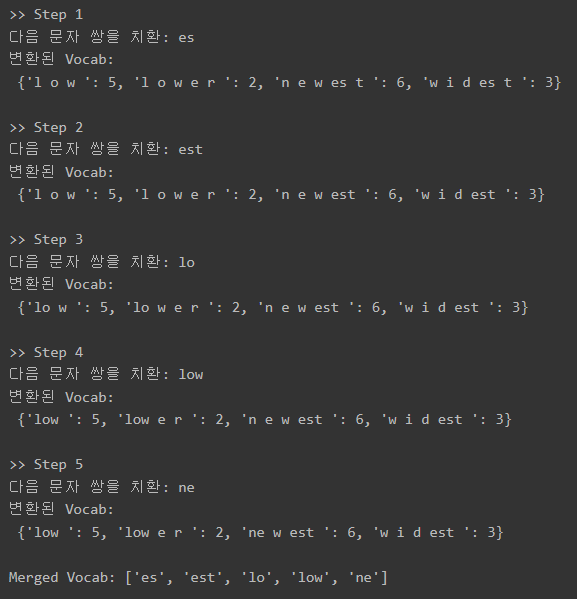 >> Step 1
다음 문자 쌍을 치환: es
변환된 Vocab:
{'l o w ': 5, 'l o w e r ': 2, 'n e w es t ': 6, 'w i d es t ': 3}
>> Step 2
다음 문자 쌍을 치환: est
변환된 Vocab:
{'l o w ': 5, 'l o w e r ': 2, 'n e w est ': 6, 'w i d est ': 3}
>> Step 3
다음 문자 쌍을 치환: lo
변환된 Vocab:
{'lo w ': 5, 'lo w e r ': 2, 'n e w est ': 6, 'w i d est ': 3}
>> Step 4
다음 문자 쌍을 치환: low
변환된 Vocab:
{'low ': 5, 'low e r ': 2, 'n e w est ': 6, 'w i d est ': 3}
>> Step 5
다음 문자 쌍을 치환: ne
변환된 Vocab:
{'low ': 5, 'low e r ': 2, 'ne w est ': 6, 'w i d est ': 3}
Merged Vocab: ['es', 'est', 'lo', 'low', 'ne']